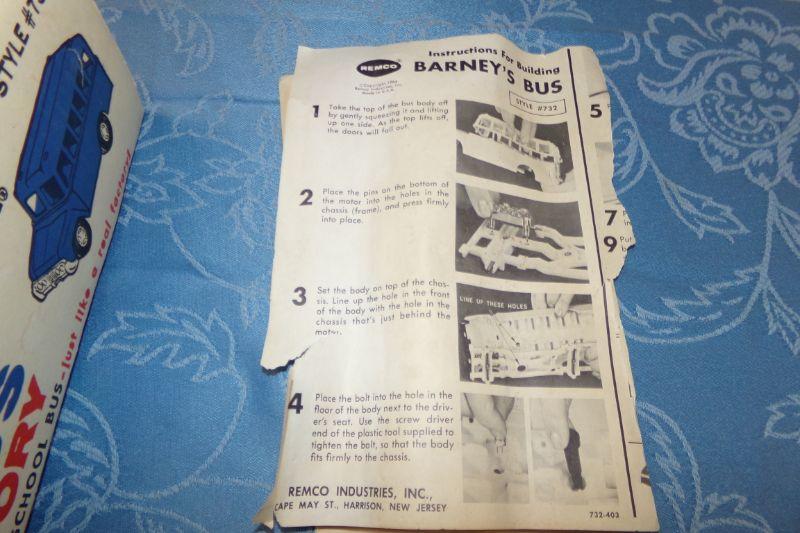 STYLE #7
®
just like a real factory!
S
ORY
SCHOOL BUS
REMCO
Instructions For Building
BARNEY'S BUS
STYLE #732
1 Take the top of the bus body off
by gently squeezing it and lifting
up one side. As the top lifts off,
the doors will fall out.
2 Place the pins on the bottom of
the motor into the holes in the
chassis (frame), and press firmly
into place.
3 Set the body on top of the chas-
sis. Line up the hole in the front
of the body with the hole in the
chassis that's just behind the
motor.
LINE UP THESE HOLES
4 Place the bolt into the hole in the
floor of the body next to the driv-
er's seat. Use the screw driver
end of the plastic tool supplied to
tighten the bolt, so that the body
fits firmly to the chassis.
REMCO INDUSTRIES, INC.,
CAPE MAY ST., HARRISON, NEW JERSEY
732-403
5
7
9 Put